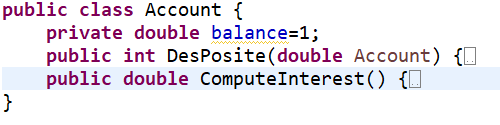 public class Account {
private double balance=1;
public int DesPosite(double Account) {
public double ComputeInterest() {
}